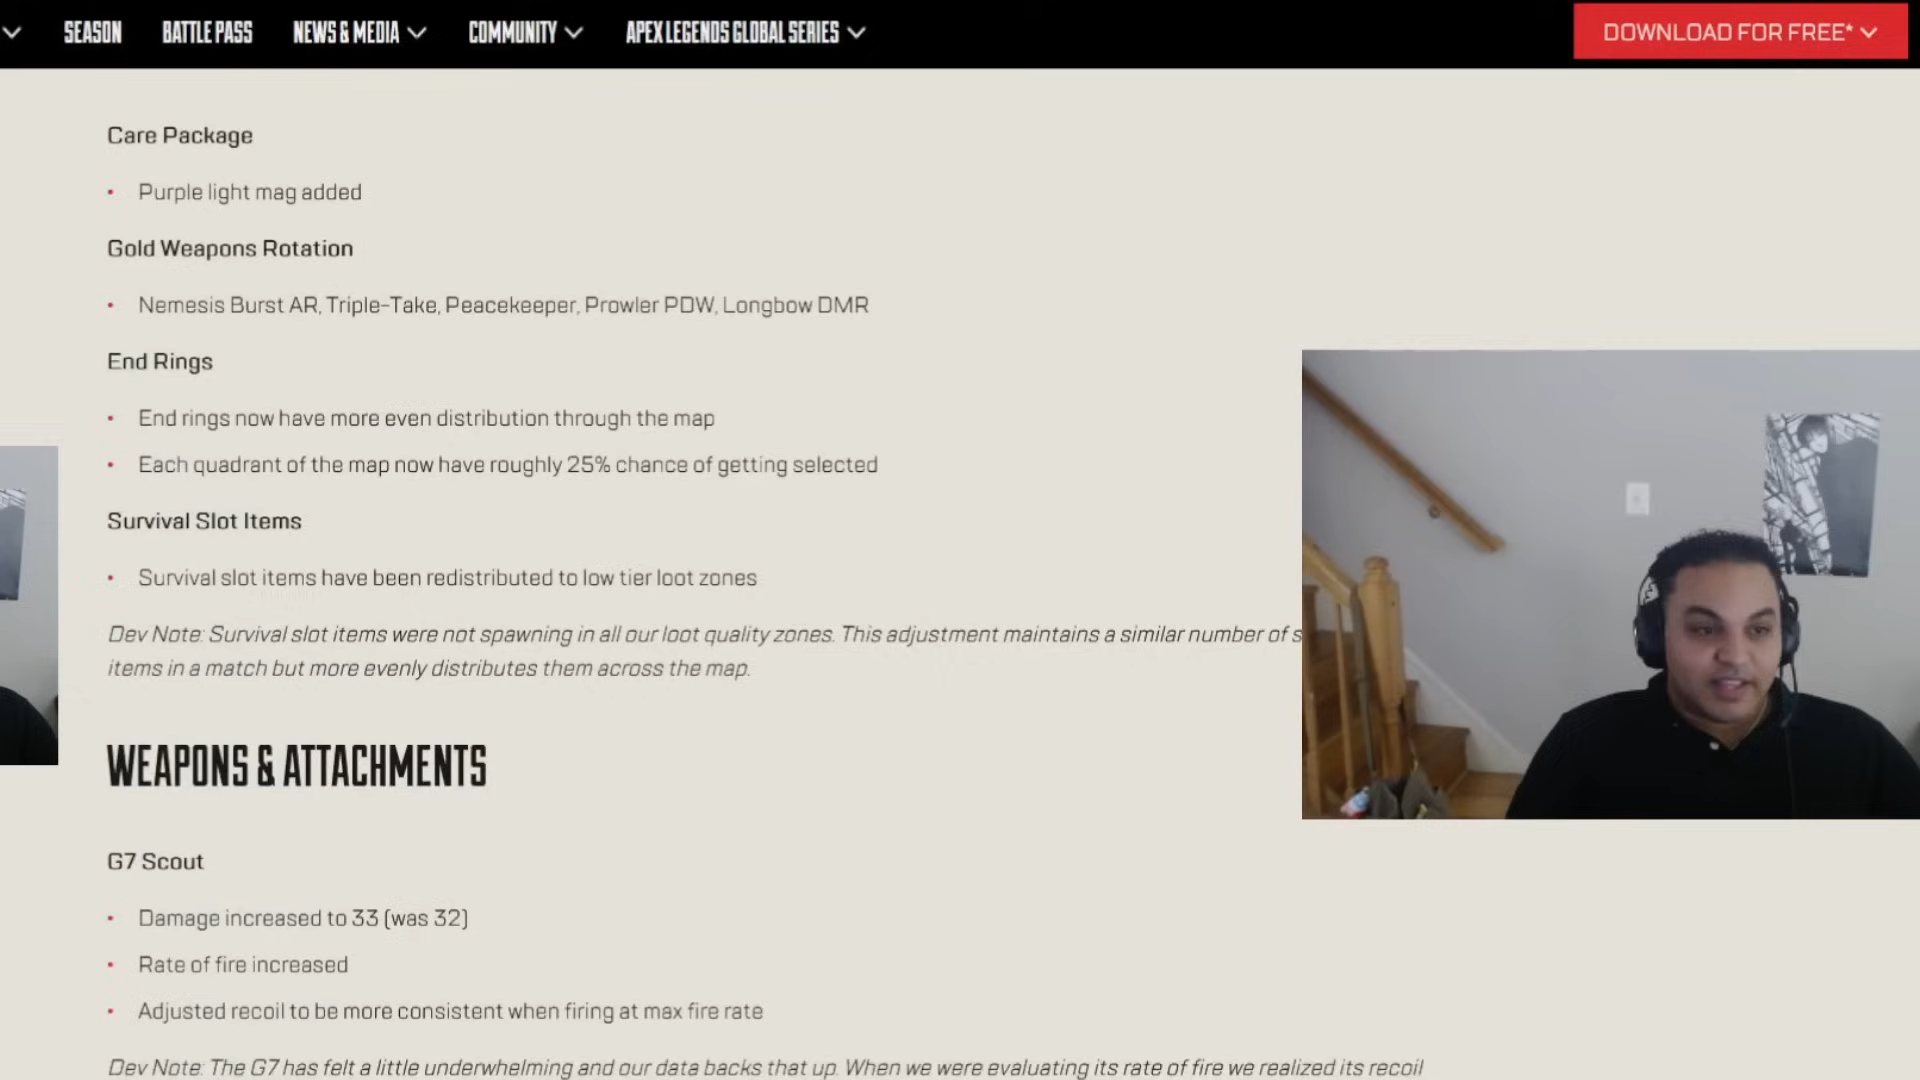 SEASON BATTLE PASS NEWS & MEDIA COMMUNITY APEX LEGENDS GLOBAL SERIES DOWNLOAD FOR FREE*
Care Package
• Purple light mag added
Gold Weapons Rotation
• Nemesis Burst AR, Triple-Take, Peacekeeper, Prowler PDW, Longbow DMR
End Rings
• End rings now have more even distribution through the map
• Each quadrant of the map now have roughly 25% chance of getting selected
Survival Slot Items
• Survival slot items have been redistributed to low tier loot zones
Dev Note: Survival slot items were not spawning in all our loot quality zones. This adjustment maintains a similar number of s
items in a match but more evenly distributes them across the map.
WEAPONS & ATTACHMENTS
G7 Scout
• Damage increased to 33 (was 32)
• Rate of fire increased
• Adjusted recoil to be more consistent when firing at max fire rate
Dev Note: The G7 has felt a little underwhelming and our data backs that up. When we were evaluating its rate of fire we realized its recoil